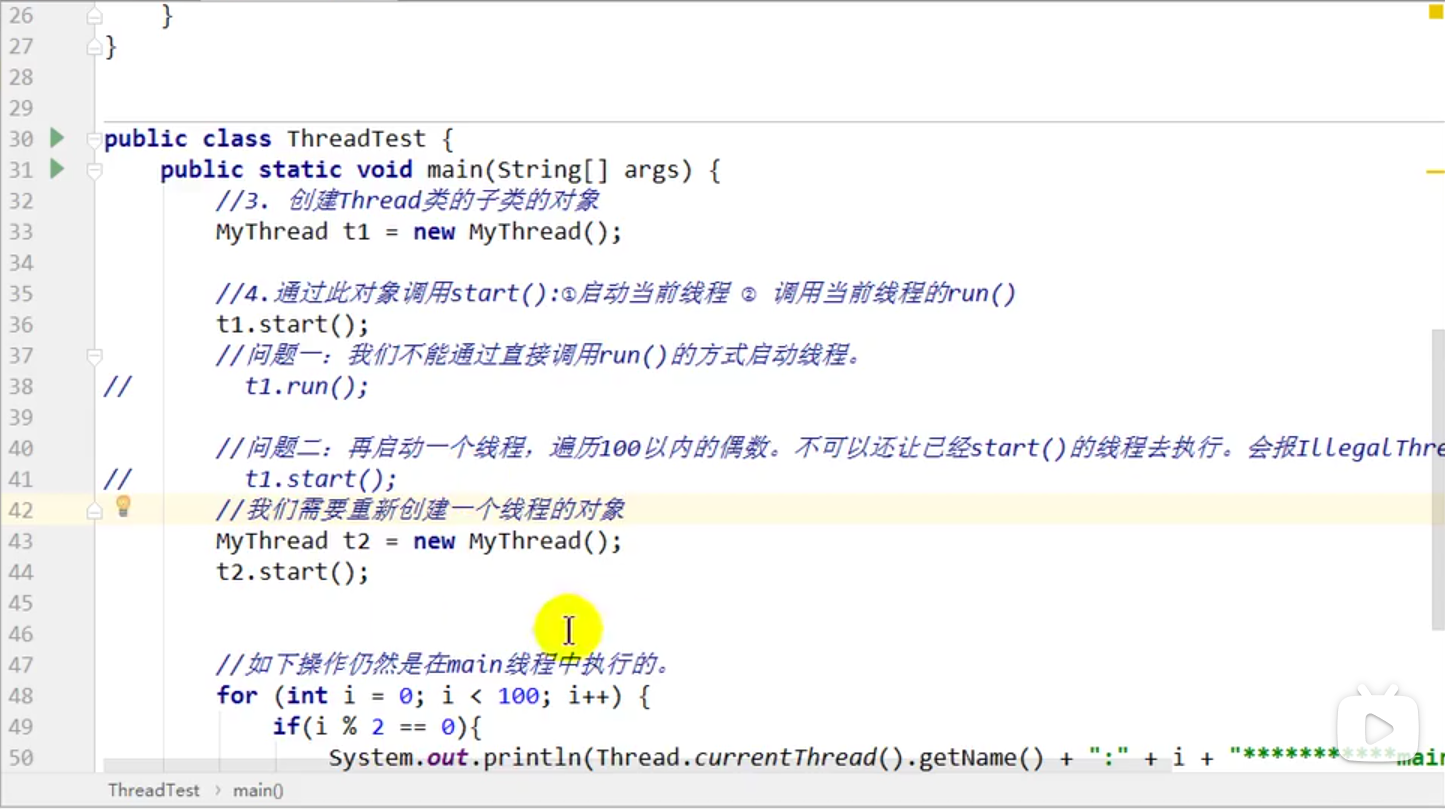 26 }
27 }
28
29
30 public class ThreadTest {
31 public static void main(String[] args) {
32 //3. 创建Thread类的子类的对象
33 MyThread t1 = new MyThread();
34
35 //4.通过此对象调用start():①启动当前线程 ② 调用当前线程的run()
36 t1.start();
37 //问题一：我们不能通过直接调用run()的方式启动线程。
38 // t1.run();
39
40 //问题二：再启动一个线程，遍历100以内的偶数。不可以还让已经start()的线程去执行。会报IllegalThre
41 // t1.start();
42 //我们需要重新创建一个线程的对象
43 MyThread t2 = new MyThread();
44 t2.start();
45
46
47 //如下操作仍然是在main线程中执行的。
48 for (int i = 0; i < 100; i++) {
49 if(i % 2 == 0){
50 System.out.println(Thread.currentThread().getName() + ":" + i + "***********main
ThreadTest › main()